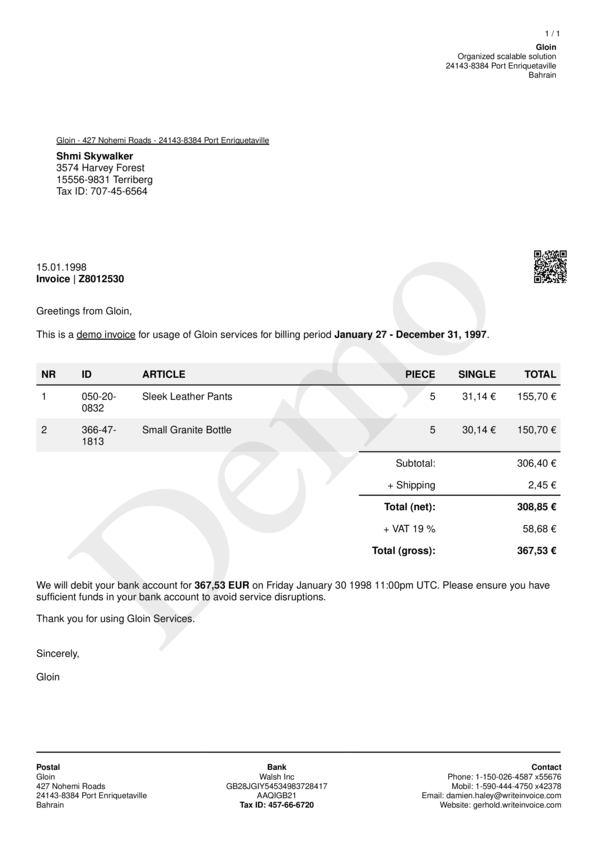 1 / 1
Gloin
Organized scalable solution
24143-8384 Port Enriquetaville
Bahrain
Gloin - 427 Nohemi Roads - 24143-8384 Port Enriquetaville
Shmi Skywalker
3574 Harvey Forest
15556-9831 Terriberg
Tax ID: 707-45-6564
15.01.1998
Invoice | Z8012530
Greetings from Gloin,
This is a demo invoice for usage of Gloin services for billing period January 27 - December 31, 1997.
NR ID ARTICLE PIECE SINGLE TOTAL
1 050-20-0832 Sleek Leather Pants 5 31,14 € 155,70 €
2 366-47-1813 Small Granite Bottle 5 30,14 € 150,70 €
Subtotal: 306,40 €
+ Shipping 2,45 €
Total (net): 308,85 €
+ VAT 19 % 58,68 €
Total (gross): 367,53 €
We will debit your bank account for 367,53 EUR on Friday January 30 1998 11:00pm UTC. Please ensure you have
sufficient funds in your bank account to avoid service disruptions.
Thank you for using Gloin Services.
Sincerely,
Gloin
Demo
Postal
Gloin
427 Nohemi Roads
24143-8384 Port Enriquetaville
Bahrain
Bank
Walsh Inc
GB28JGIY54534983728417
AAQIGB21
Tax ID: 457-66-6720
Contact
Phone: 1-150-026-4587 x55676
Mobil: 1-590-444-4750 x42378
Email: damien.haley@writeinvoice.com
Website: gerhold.writeinvoice.com